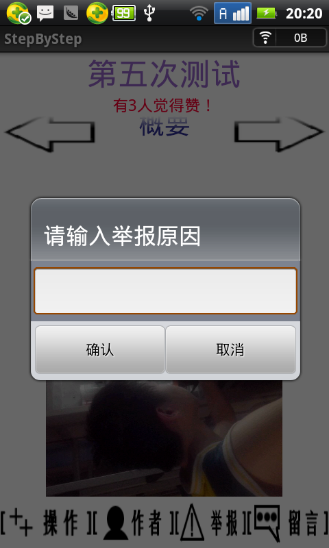 99
A
20:20
StepByStep
0B
第五次测试
有3人觉得赞！
概要
请输入举报原因
确认
取消
[ 操作 ][ 作者 ][ 举报 ][ 留言 ]